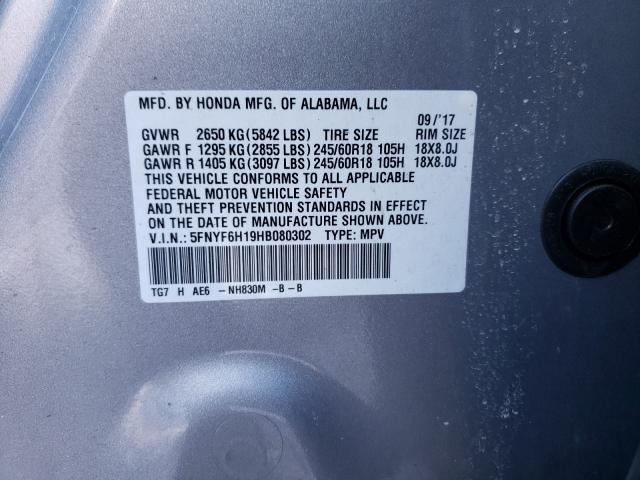 MFD. BY HONDA MFG. OF ALABAMA, LLC
09/'17
GVWR 2650 KG(5842 LBS) TIRE SIZE RIM SIZE
GAWR F 1295 KG(2855 LBS)245/60R18 105H 18X8.0J
GAWR R 1405 KG(3097 LBS)245/60R18 105H 18X8.0J
THIS VEHICLE CONFORMS TO ALL APPLICABLE
FEDERAL MOTOR VEHICLE SAFETY
AND THEFT PREVENTION STANDARDS IN EFFECT
ON THE DATE OF MANUFACTURE SHOWN ABOVE.
V.I.N.: 5FNYF6H19HB080302 TYPE: MPV
TG7 H AE6 -NH830M -B-B